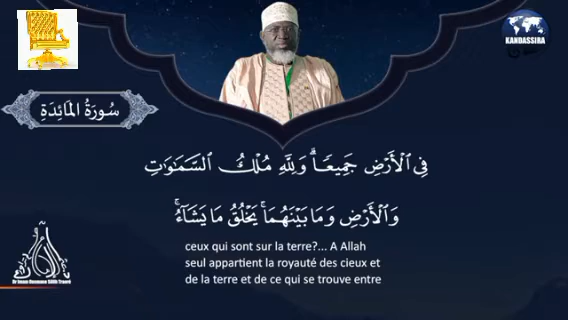 KANDASSIRA
سُورَةُ المَائِدَةِ
فِي ٱلۡأَرۡضِ جَمِيعٗاۗ وَلِلَّهِ مُلۡكُ ٱلسَّمَٰوَٰتِ
وَٱلۡأَرۡضِ وَمَا بَيۡنَهُمَاۚ يَخۡلُقُ مَا يَشَآءُۚ
ceux qui sont sur la terre?... A Allah
seul appartient la royauté des cieux et
de la terre et de ce qui se trouve entre